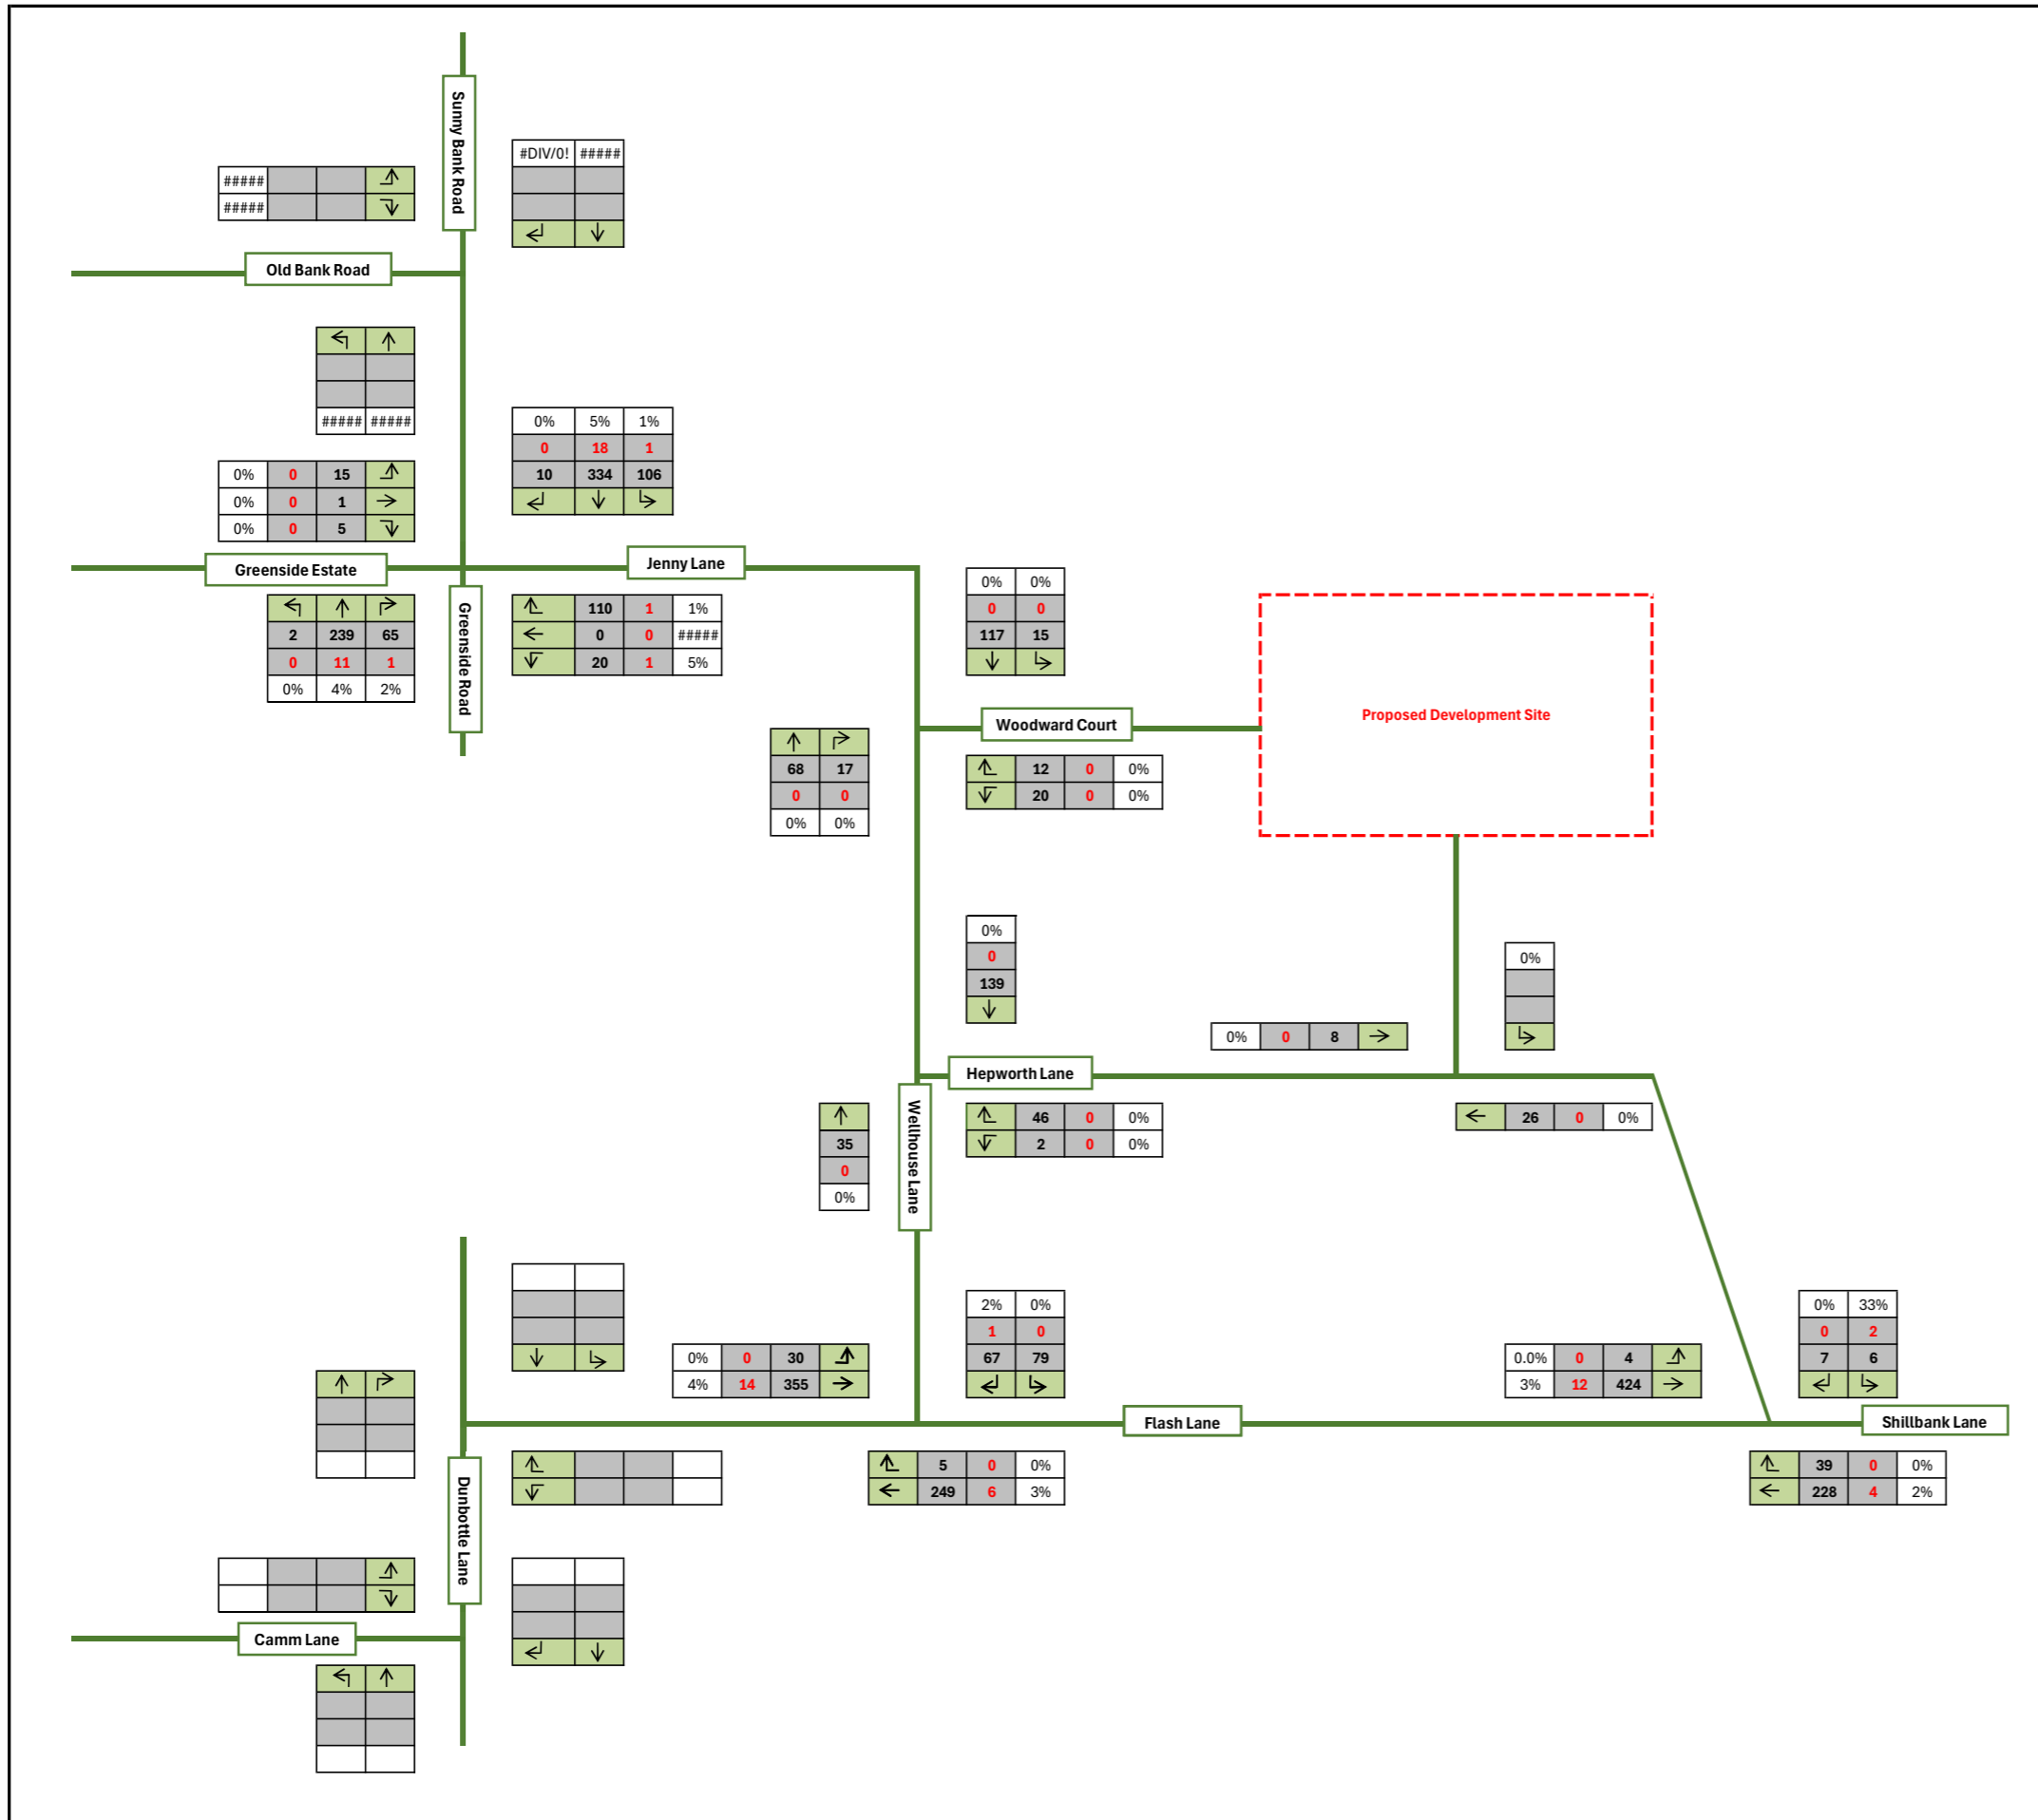 Sunny Bank Road
#DIV/0! #####
#####
#####
Old Bank Road
##### #####
0% 5% 1%
0 18 1
10 334 106
0% 0 15
0% 0 1
0% 0 5
Greenside Estate
Jenny Lane
Greenside Road
2 239 65
0 11 1
0% 4% 2%
110 1 1%
0 0 #####
20 1 5%
0% 0%
0 0
117 15
Proposed Development Site
Woodward Court
68 17
0 0
0% 0%
12 0 0%
20 0 0%
0%
0
139
0%
0% 0 8
Hepworth Lane
Wellhouse Lane
35
0
0%
46 0 0%
2 0 0%
26 0 0%
2% 0%
1 0
67 79
0% 0 30
4% 14 355
0% 33%
0 2
7 6
0.0% 0 4
3% 12 424
Flash Lane
Shillbank Lane
Dunbottle Lane
5 0 0%
249 6 3%
39 0 0%
228 4 2%
Camm Lane